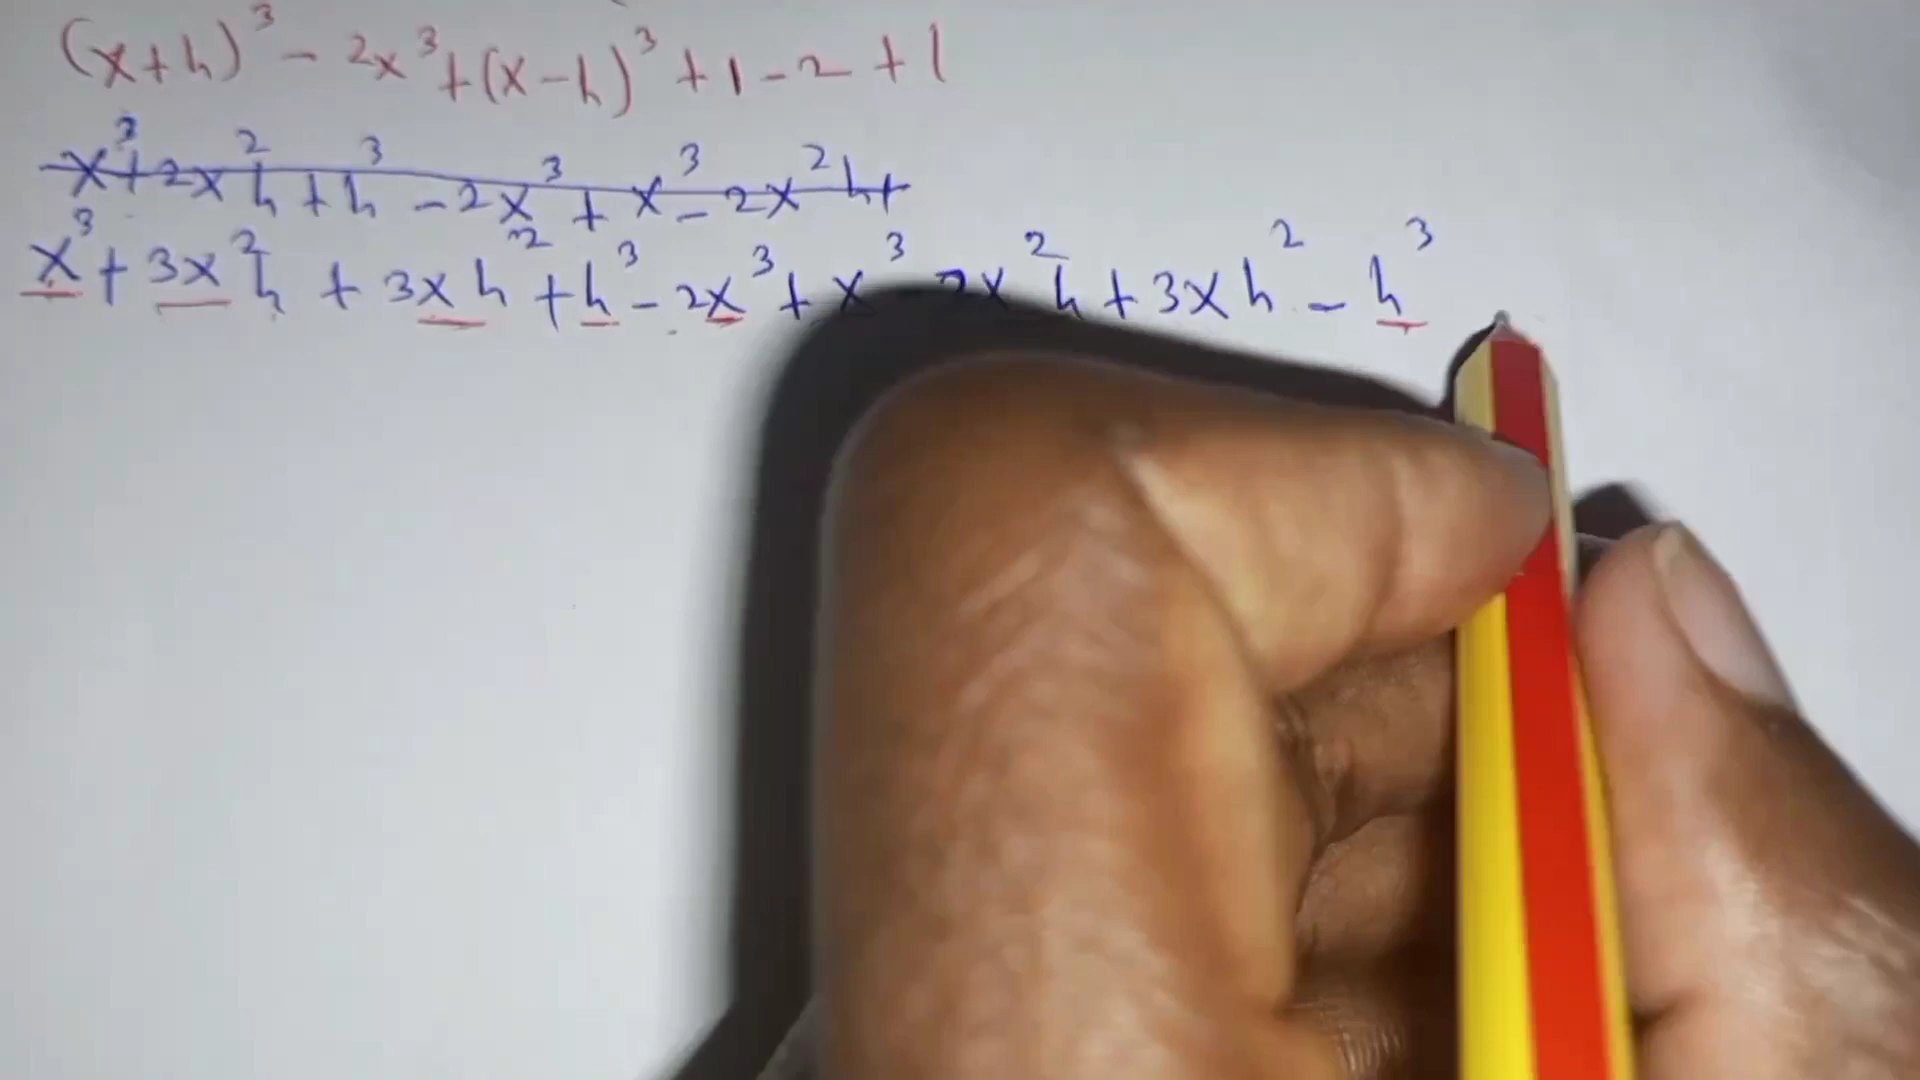 (x+h)³ - 2x³ + (x-h)³ + 1 - 2 + 1
x³+2x²h+h³-2x³+x³-2x²h+
x³ + 3x²h + 3xh² + h³ - 2x³ + x³ x²h + 3xh² - h³